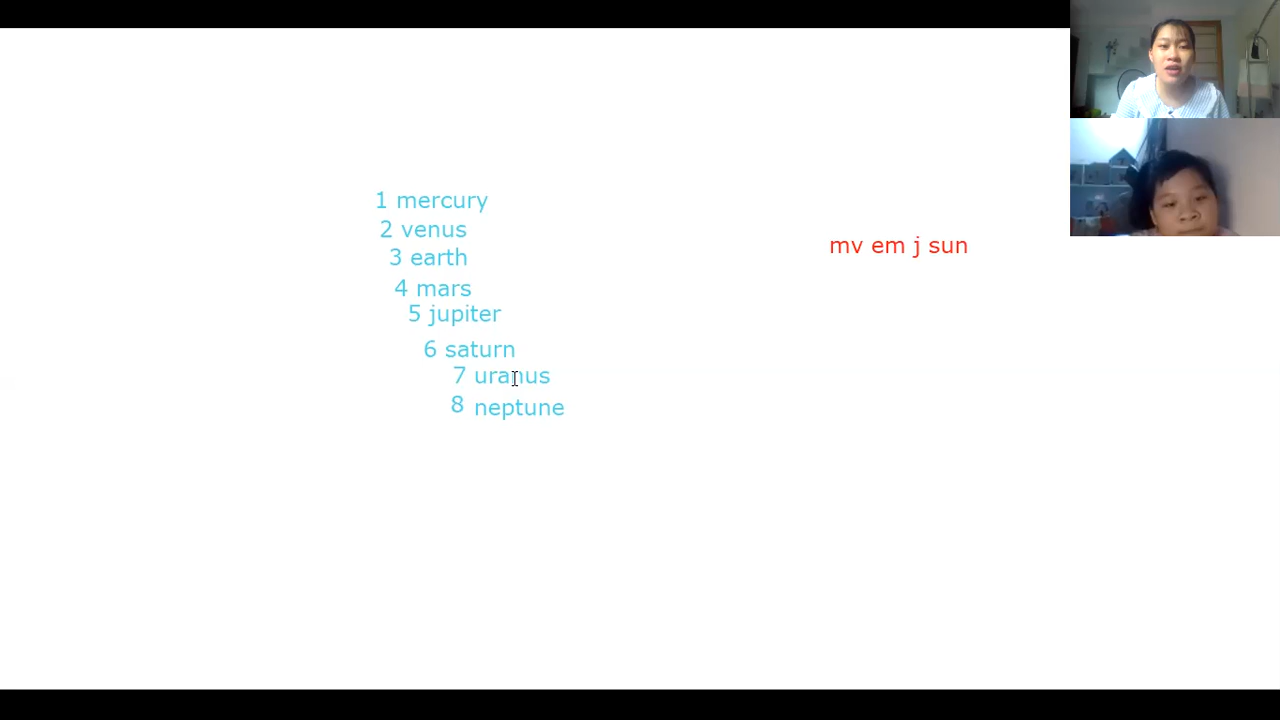 1 mercury
2 venus
3 earth
4 mars
5 jupiter
6 saturn
7 uranus
8 neptune
mv em j sun